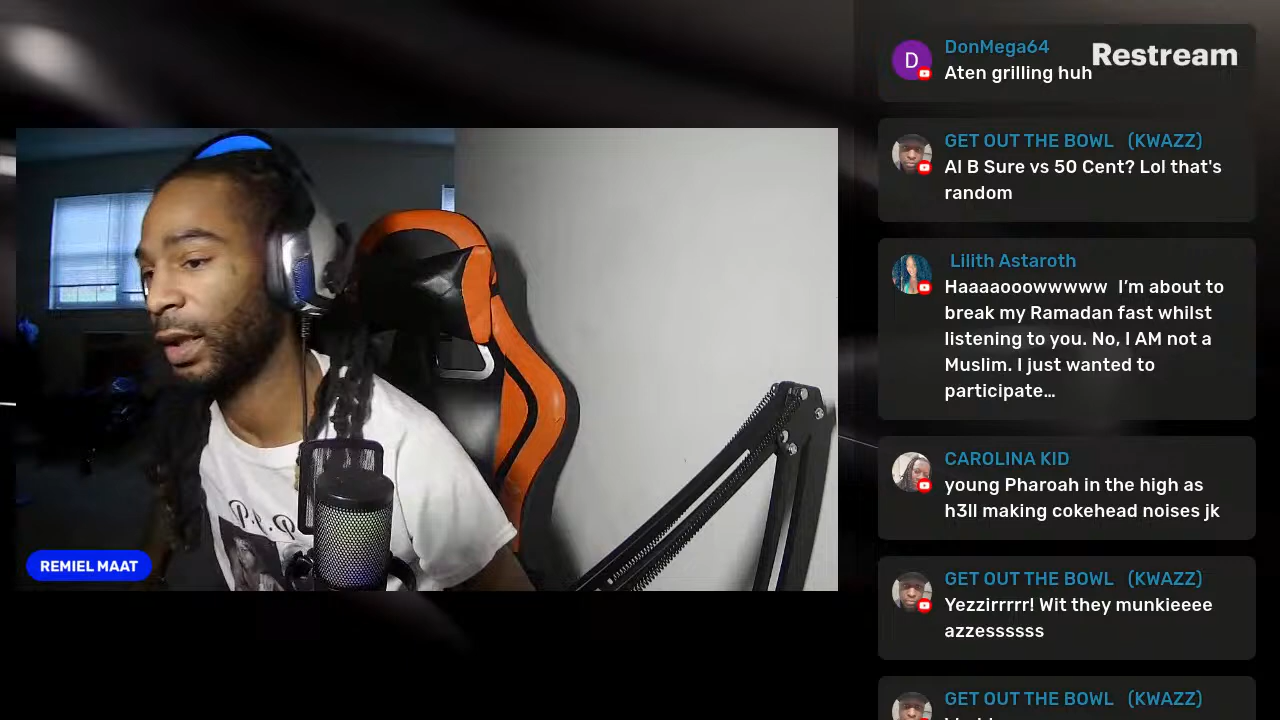 Restream
DonMega64
Aten grilling huh
GET OUT THE BOWL (KWAZZ)
Al B Sure vs 50 Cent? Lol that's
random
Lilith Astaroth
Haaaaooowwwww I'm about to
break my Ramadan fast whilst
listening to you. No, I AM not a
Muslim. I just wanted to
participate...
CAROLINA KID
young Pharoah in the high as
h3ll making cokehead noises jk
GET OUT THE BOWL (KWAZZ)
Yezzirrrrr! Wit they munkieeee
azzessssss
GET OUT THE BOWL (KWAZZ)
D
P.R.P
REMIEL MAAT